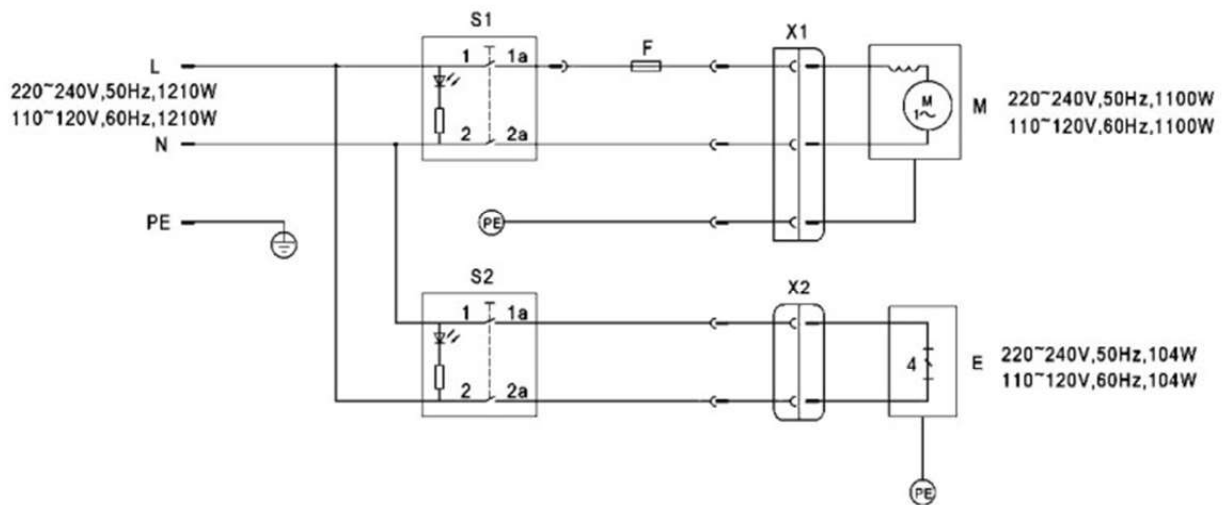 S1
X1
F
1 1a
L
220~240V,50Hz,1210W
110~120V,60Hz,1210W
M
1~
M
220~240V,50Hz,1100W
110~120V,60Hz,1100W
N
2 2a
PE
PE
S2
X2
1 1a
4
E
220~240V,50Hz,104W
110~120V,60Hz,104W
2 2a
PE